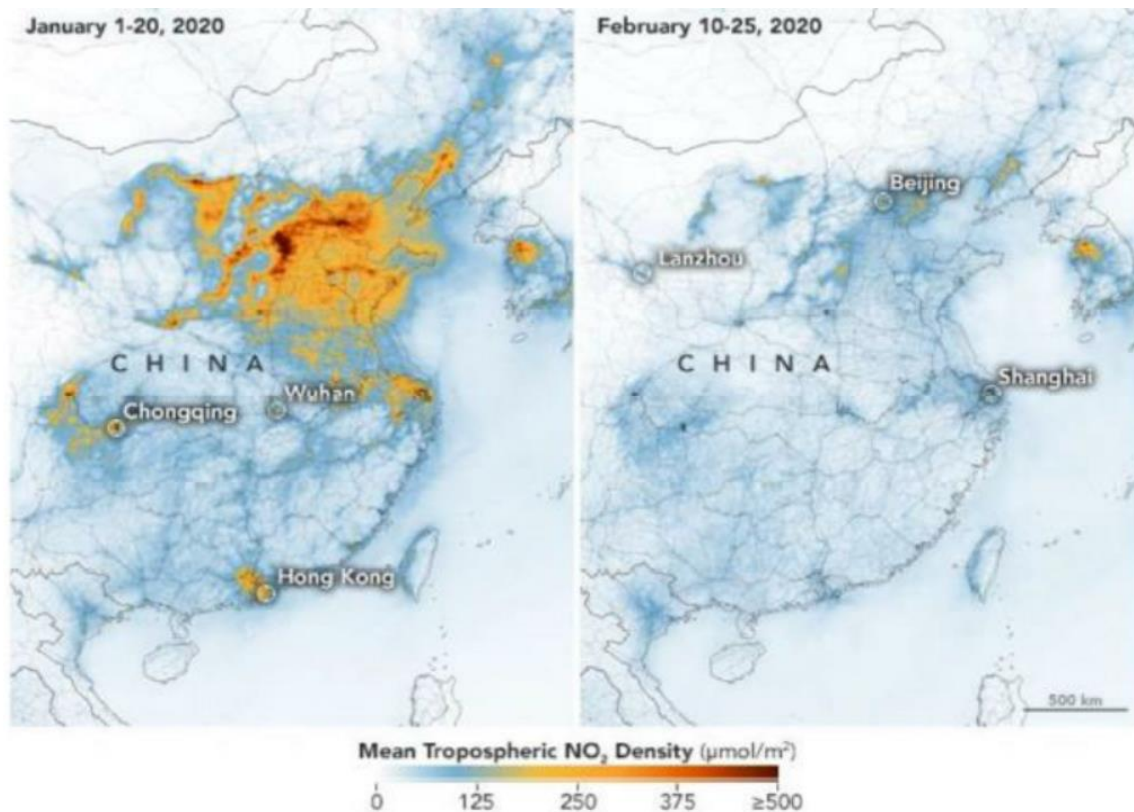 January 1-20, 2020
February 10-25, 2020
Beijing
Lanzhou
CHINA
CHINA
Wuhan
Shanghai
Chongqing
Hong Kong
500 km
Mean Tropospheric NO₂ Density (μmol/m²)
0 125 250 375 ≥500